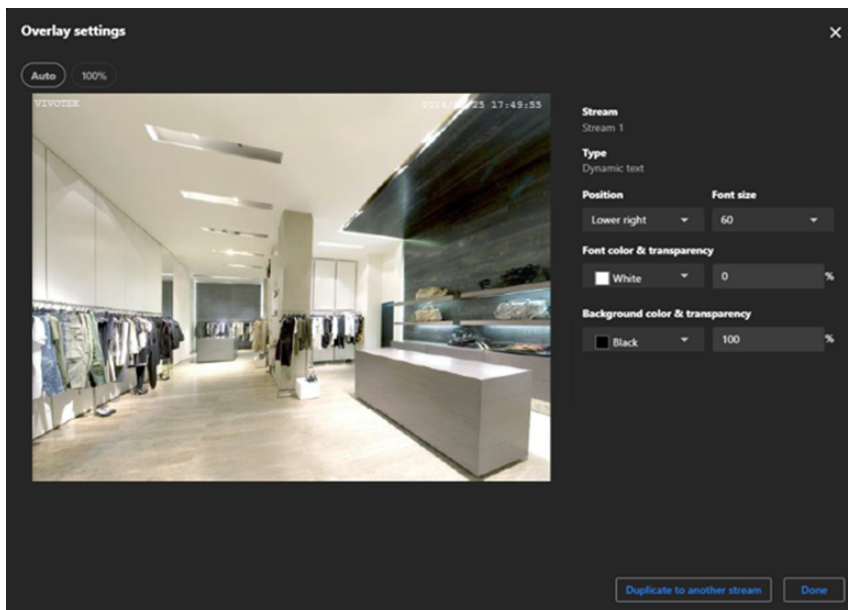 Overlay settings
Auto 100%
VIVOTEK 17:49:55
Stream
Stream 1
Type
Dynamic text
Position Font size
Lower right 60
Font color & transparency
White 0 %
Background color & transparency
Black 100 %
Duplicate to another stream Done